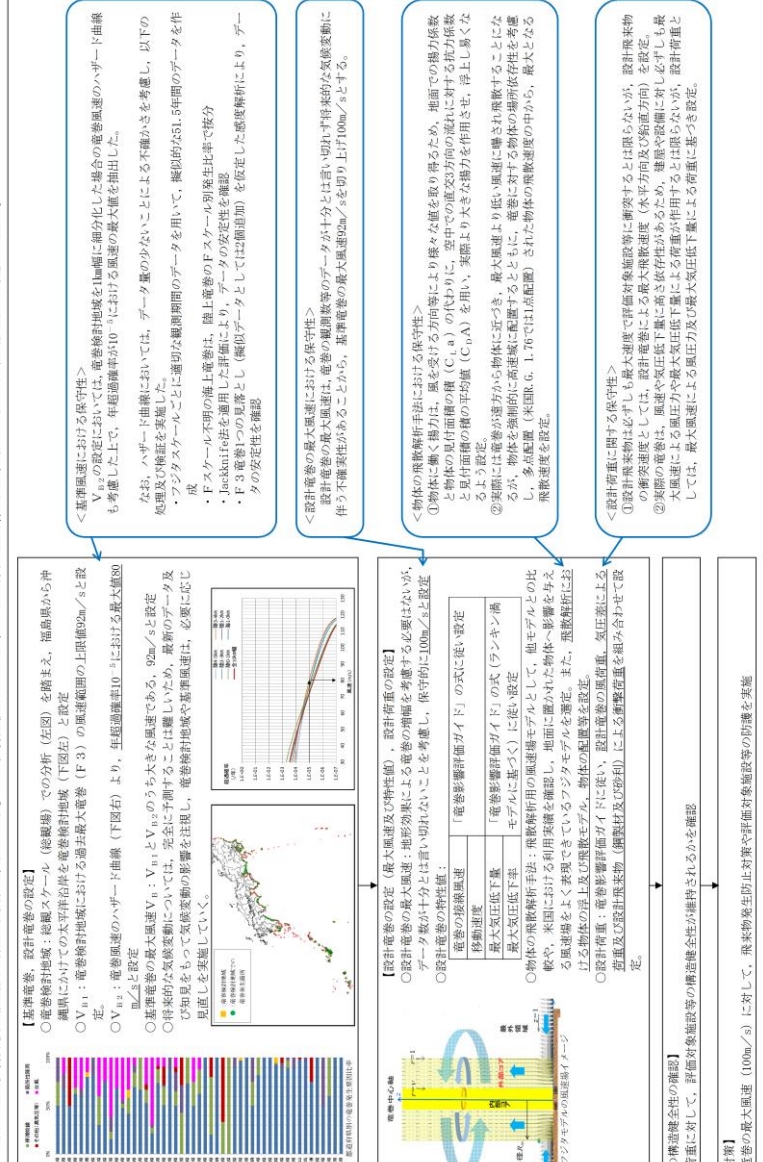 【基準竜巻, 設計竜巻の設定】
○竜巻検討地域：総観スケール（総観場）での分析（左図）を踏まえ，福島県から沖
縄県にかけての太平洋沿岸を竜巻検討地域（下図左）と設定
○ＶＢ１：竜巻検討地域における過去最大竜巻（Ｆ３）の風速範囲の上限値92m／sと設
定。
○ＶＢ２：竜巻風速のハザード曲線（下図右）より，年超過確率10⁻⁵における最大値80
m／sと設定
○基準竜巻の最大風速ＶＢ：ＶＢ１とＶＢ２のうち大きな風速である，92m／sと設定
○将来的な気候変動については，完全に予測することは難しいため，最新のデータ及
び知見をもって気候変動の影響を注視し，竜巻検討地域や基準風速は，必要に応じ
見直しを実施していく。
都道府県別の竜巻発生要因比率
0%
50%
100%
竜巻検討地域
【設計竜巻の設定（最大風速及び特性値），設計荷重の設定】
○設計竜巻の最大風速：地形効果による竜巻の増幅を考慮する必要はないが，
データ数が十分とは言い切れないことを考慮し，保守的に100m／sと設定
○設計竜巻の特性値：
竜巻の接線風速
移動速度
「竜巻影響評価ガイド」の式に従い設定
最大気圧低下量
最大気圧低下率
「竜巻影響評価ガイド」の式（ランキン渦
モデルに基づく）に従い設定
○物体の飛散解析手法：飛散解析用の風速場モデルとして，他モデルとの比
較や，米国における利用実績を確認し，地面に置かれた物体へ影響を与え
る風速場をよく表現できているフジタモデルを選定。また，飛散解析にお
ける物体の浮上及び飛散モデル，物体の配置等を設定。
○設計荷重：竜巻影響評価ガイドに従い，設計竜巻の風荷重，気圧差による
荷重及び設計飛来物（鋼製材及び砂利）による衝撃荷重を組み合わせて設
定。
竜巻中心軸
フジタモデルの風速場イメージ
の構造健全性の確認】
荷重に対して，評価対象施設等の構造健全性が維持されるかを確認
対策】
竜巻の最大風速（100m／s）に対して，飛来物発生防止対策や評価対象施設等の防護を実施
＜基準風速における保守性＞
ＶＢ２の設定においては，竜巻検討地域を1km幅に細分化した場合の竜巻風速のハザード曲線
も考慮した上で，年超過確率が10⁻⁵における風速の最大値を抽出した。
なお，ハザード曲線においては，データ量の少ないことによる不確かさを考慮し，以下の
処理及び検証を実施した。
・フジタスケールごとに適切な観測期間のデータを用いて，擬似的な51.5年間のデータを作
成
・Ｆスケール不明の海上竜巻は，陸上竜巻のＦスケール別発生比率で按分
・Jackknife法を適用した評価により，データの安定性を確認
・Ｆ３竜巻1つの見落とし（擬似データとしては2個追加）を仮定した感度解析により，デー
タの安定性を確認
＜設計竜巻の最大風速における保守性＞
設計竜巻の最大風速は，竜巻の観測数等のデータが十分とは言い切れず将来的な気候変動に
伴う不確実性があることから，基準竜巻の最大風速92m／sを切り上げ100m／sとする。
＜物体の飛散解析手法における保守性＞
①物体に働く揚力は，風を受ける方向等により様々な値を取り得るため，地面での揚力係数
と物体の見付面積の積（ＣＬａ）の代わりに，空中での直交3方向の流れに対する抗力係数
と見付面積の積の平均値（ＣＤＡ）を用い，実際より大きな揚力を作用させ，浮上し易くな
るよう設定。
②実際には竜巻が遠方から物体に近づき，最大風速より低い風速に曝され飛散することにな
るが，物体を強制的に高速域に配置するとともに，竜巻に対する物体の場所依存性を考慮
し，多点配置（米国R.G. 1.76では1点配置）された物体の飛散速度の中から，最大となる
飛散速度を設定。
＜設計荷重に関する保守性＞
①設計飛来物は必ずしも最大速度で評価対象施設等に衝突するとは限らないが，設計飛来物
の衝突速度としては，設計竜巻による最大飛散速度（水平方向及び鉛直方向）を設定。
②実際の竜巻は，風速や気圧低下量に高さ依存性があるため，建屋や設備に対し必ずしも最
大風速による風圧力や最大気圧低下量による荷重が作用するとは限らないが，設計荷重と
しては，最大風速による風圧力及び最大気圧低下量による荷重に基づき設定。